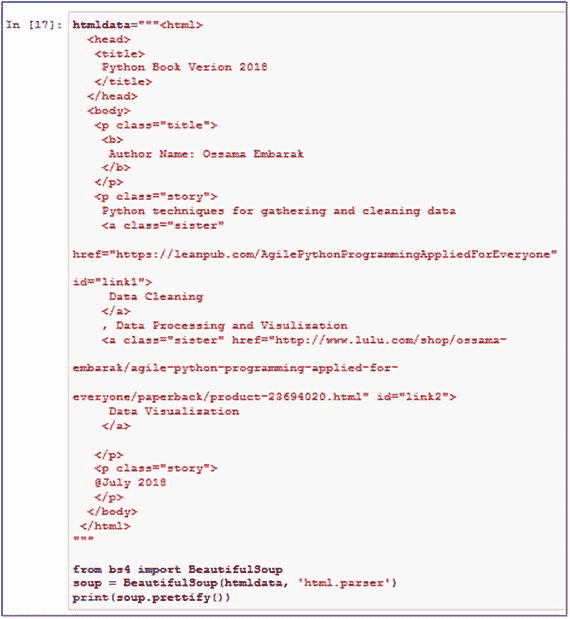 In [17]: htmldata="""<html>
<head>
<title>
Python Book Verion 2018
</title>
</head>
<body>
<p class="title">
<b>
Author Name: Ossama Embarak
</b>
</p>
<p class="story">
Python techniques for gathering and cleaning data
<a class="sister"
href="https://leanpub.com/AgilePythonProgrammingAppliedForEveryone"
id="link1">
Data Cleaning
</a>
, Data Processing and Visulization
<a class="sister" href="http://www.lulu.com/shop/ossama-
embarak/agile-python-programming-applied-for-
everyone/paperback/product-23694020.html" id="link2">
Data Visualization
</a>
</p>
<p class="story">
@July 2018
</p>
</body>
</html>
"""
from bs4 import BeautifulSoup
soup = BeautifulSoup(htmldata, 'html.parser')
print(soup.prettify())